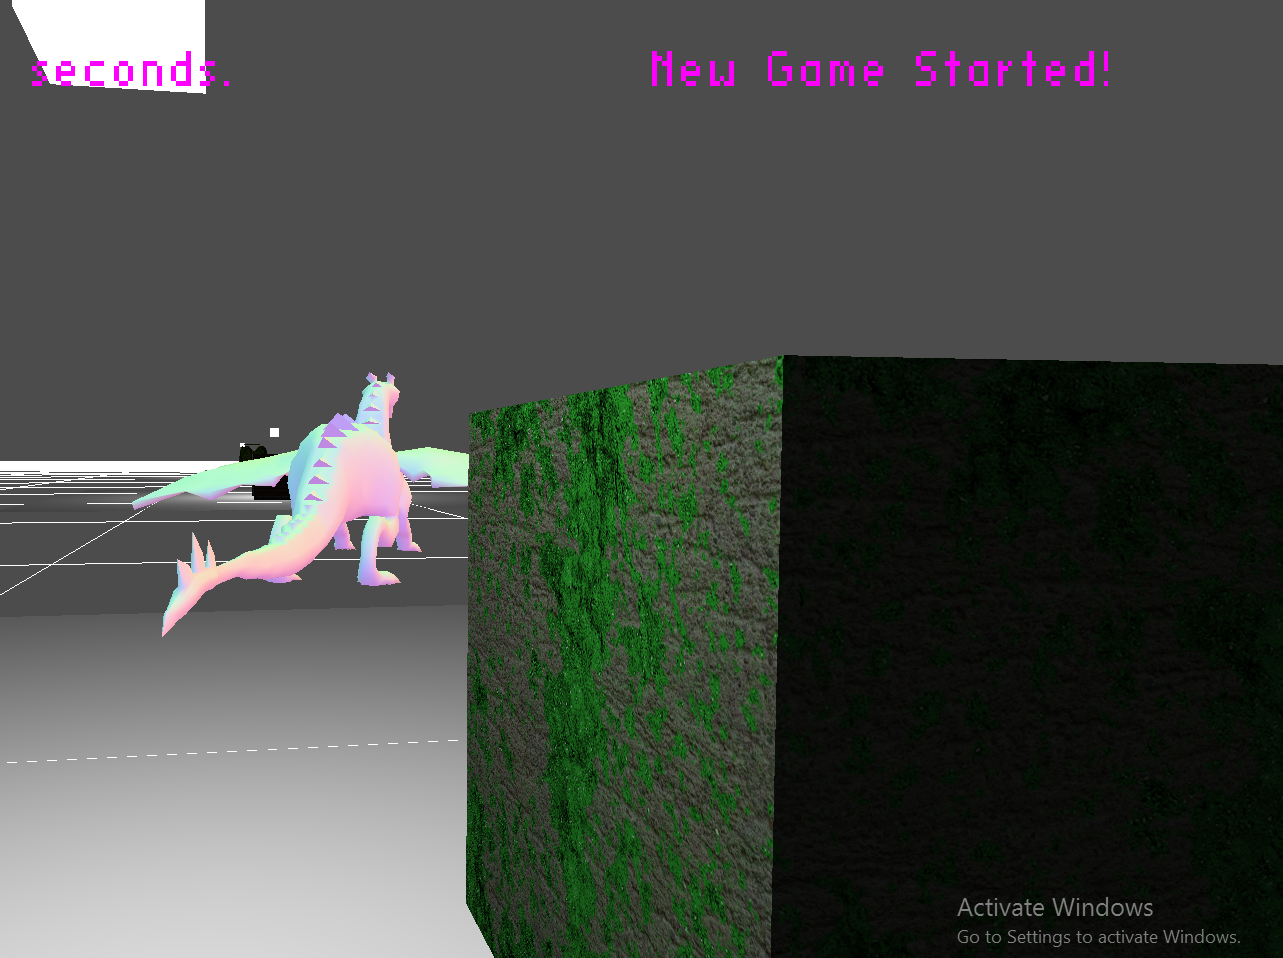 seconds. New Game Started!
Activate Windows
Go to Settings to activate Windows.